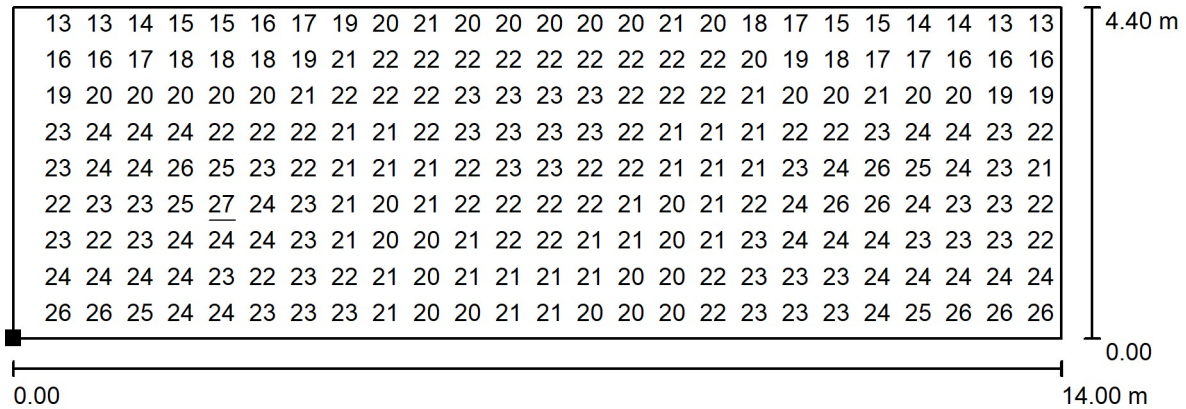 13 13 14 15 15 16 17 19 20 21 20 20 20 20 20 21 20 18 17 15 15 14 14 13 13 4.40 m
16 16 17 18 18 18 19 21 22 22 22 22 22 22 22 22 22 20 19 18 17 17 16 16 16
19 20 20 20 20 20 21 22 22 22 23 23 23 23 22 22 22 21 20 20 21 20 20 19 19
23 24 24 24 22 22 22 21 21 22 23 23 23 23 22 21 21 21 22 22 23 24 24 23 22
23 24 24 26 25 23 22 21 21 21 22 23 23 22 22 21 21 21 23 24 26 25 24 23 21
22 23 23 25 27 24 23 21 20 21 22 22 22 22 21 20 21 22 24 26 26 24 23 23 22
23 22 23 24 24 24 23 21 20 20 21 22 22 21 21 20 21 23 24 24 24 23 23 23 22
24 24 24 24 23 22 23 22 21 20 21 21 21 21 20 20 22 23 23 23 24 24 24 24 24
26 26 25 24 24 23 23 23 21 20 20 21 21 20 20 20 22 23 23 23 24 25 26 26 26
0.00
0.00 14.00 m